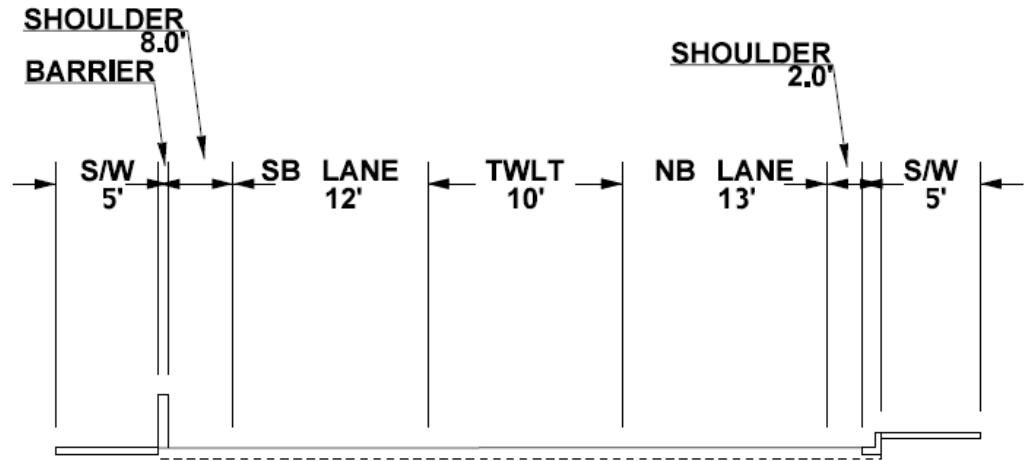 SHOULDER
8.0'
BARRIER
SHOULDER
2.0'
S/W
5'
SB LANE
12'
TWLT
10'
NB LANE
13'
S/W
5'